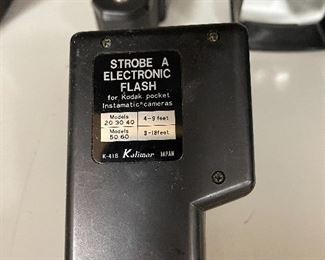 STROBE A
ELECTRONIC
FLASH
for Kodak pocket
Instamatic® cameras
Models 20 30 40 4-9 feet
Models 50 60 3-18feet
K-418 Kalimar JAPAN